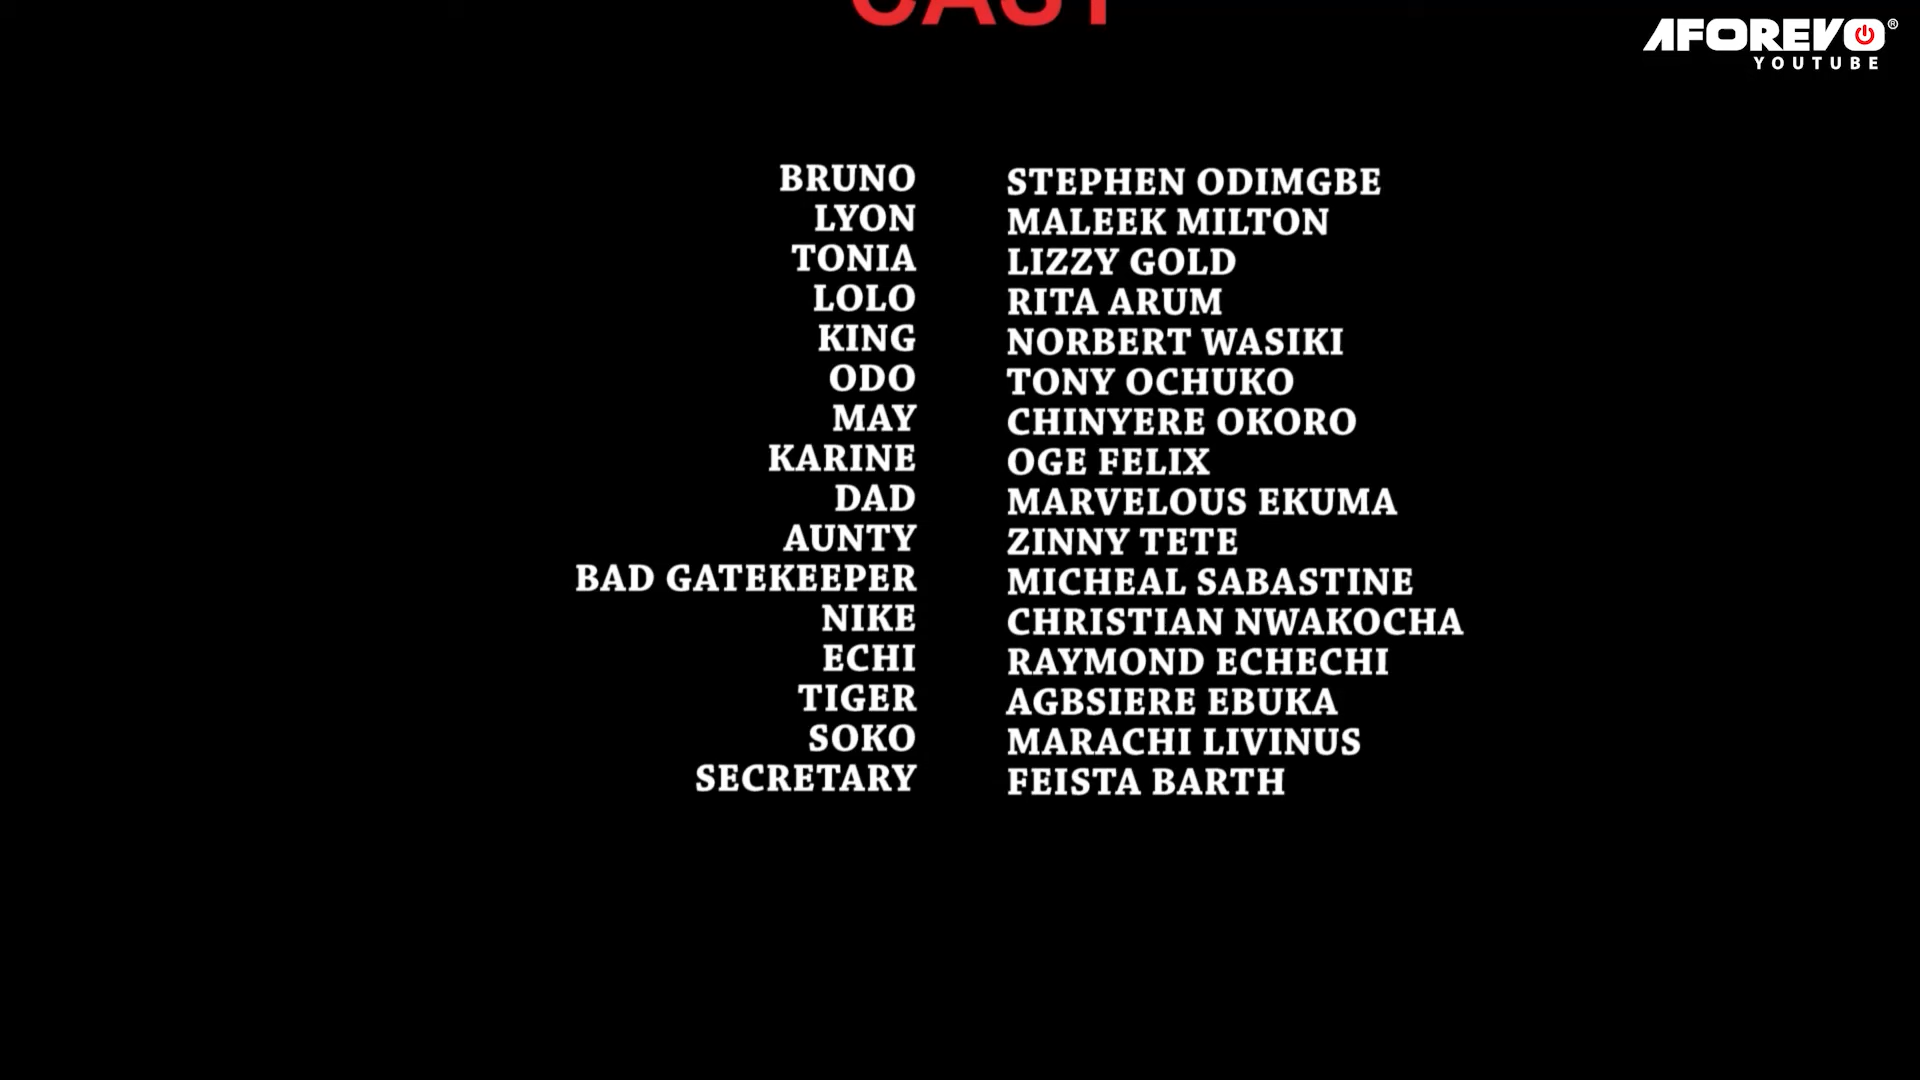 CAST
AFOREVO®
YOUTUBE
BRUNO STEPHEN ODIMGBE
LYON MALEEK MILTON
TONIA LIZZY GOLD
LOLO RITA ARUM
KING NORBERT WASIKI
ODO TONY OCHUKO
MAY CHINYERE OKORO
KARINE OGE FELIX
DAD MARVELOUS EKUMA
AUNTY ZINNY TETE
BAD GATEKEEPER MICHEAL SABASTINE
NIKE CHRISTIAN NWAKOCHA
ECHI RAYMOND ECHECHI
TIGER AGBSIERE EBUKA
SOKO MARACHI LIVINUS
SECRETARY FEISTA BARTH